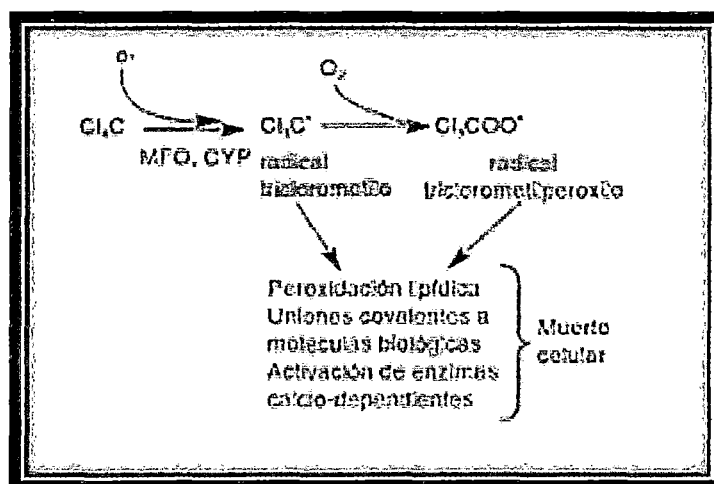 O₂
Cl₄C Cl₃C• Cl₃COO•
MFO, CYP radical radical
triclorometilo triclorometilperoxilo
Peroxidación lipídica
Uniones covalentes a
moléculas biológicas
Activación de enzimas
calcio-dependientes
Muerte
celular